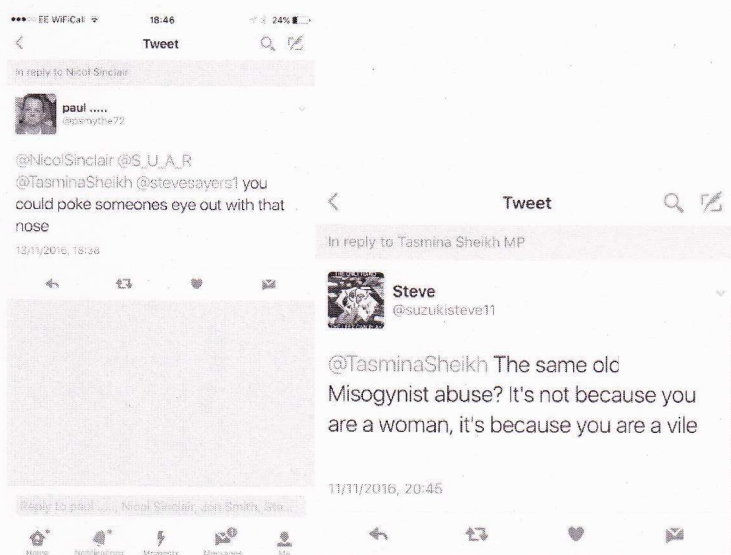 EE WiFiCall
18:46
24%
Tweet
In reply to Nicol Sinclair
paul .....
@psmythe72
@NicolSinclair @S_U_A_R
@TasminaSheikh @stevesayers1 you
could poke someones eye out with that
nose
13/11/2016, 18:38
Reply to paul ..... , Nicol Sinclair, Jon Smith, Ste...
Home
Notifications
Moments
Messages
Me
Tweet
In reply to Tasmina Sheikh MP
Steve
@suzukisteve11
@TasminaSheikh The same old
Misogynist abuse? It's not because you
are a woman, it's because you are a vile
11/11/2016, 20:45